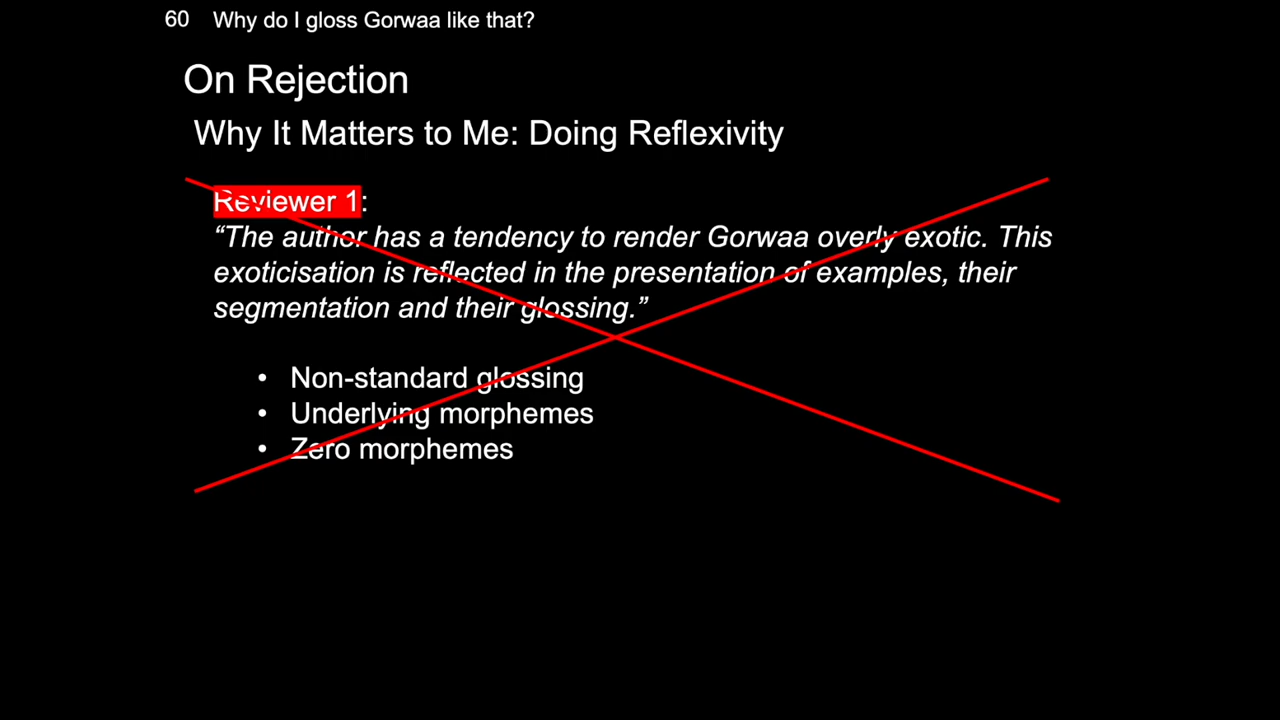 60 Why do I gloss Gorwaa like that?
On Rejection
Why It Matters to Me: Doing Reflexivity
Reviewer 1:
“The author has a tendency to render Gorwaa overly exotic. This
exoticisation is reflected in the presentation of examples, their
segmentation and their glossing.”
• Non-standard glossing
• Underlying morphemes
• Zero morphemes